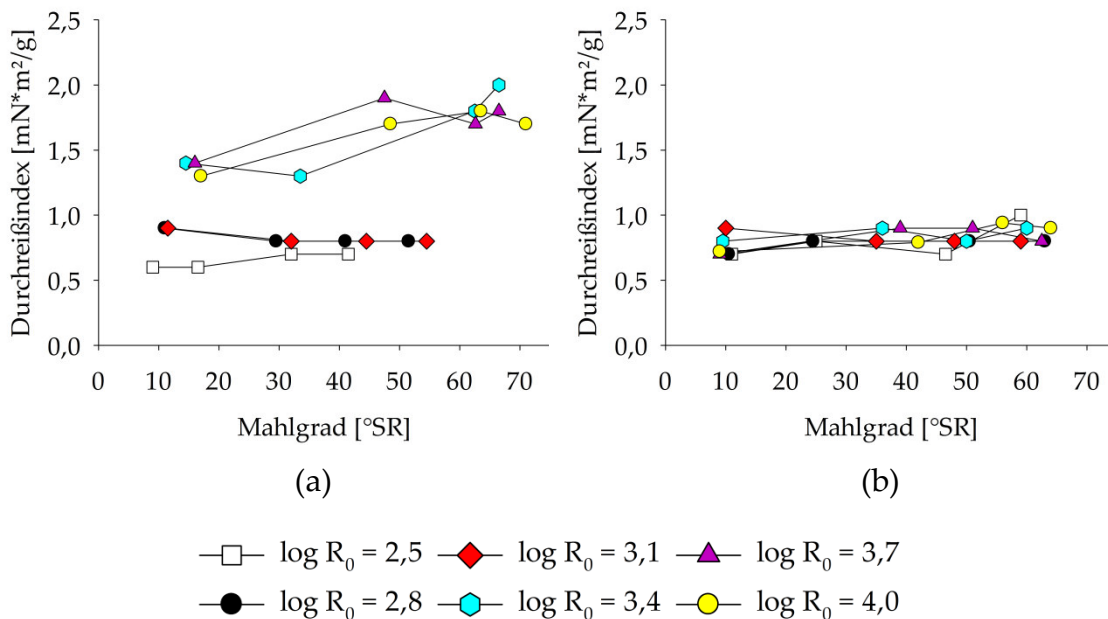 Durchreißindex [mN*m²/g]
2,5
2,0
1,5
1,0
0,5
0,0
0 10 20 30 40 50 60 70
Mahlgrad [°SR]
(a)
Durchreißindex [mN*m²/g]
2,5
2,0
1,5
1,0
0,5
0,0
0 10 20 30 40 50 60 70
Mahlgrad [°SR]
(b)
log R₀ = 2,5 log R₀ = 3,1 log R₀ = 3,7
log R₀ = 2,8 log R₀ = 3,4 log R₀ = 4,0